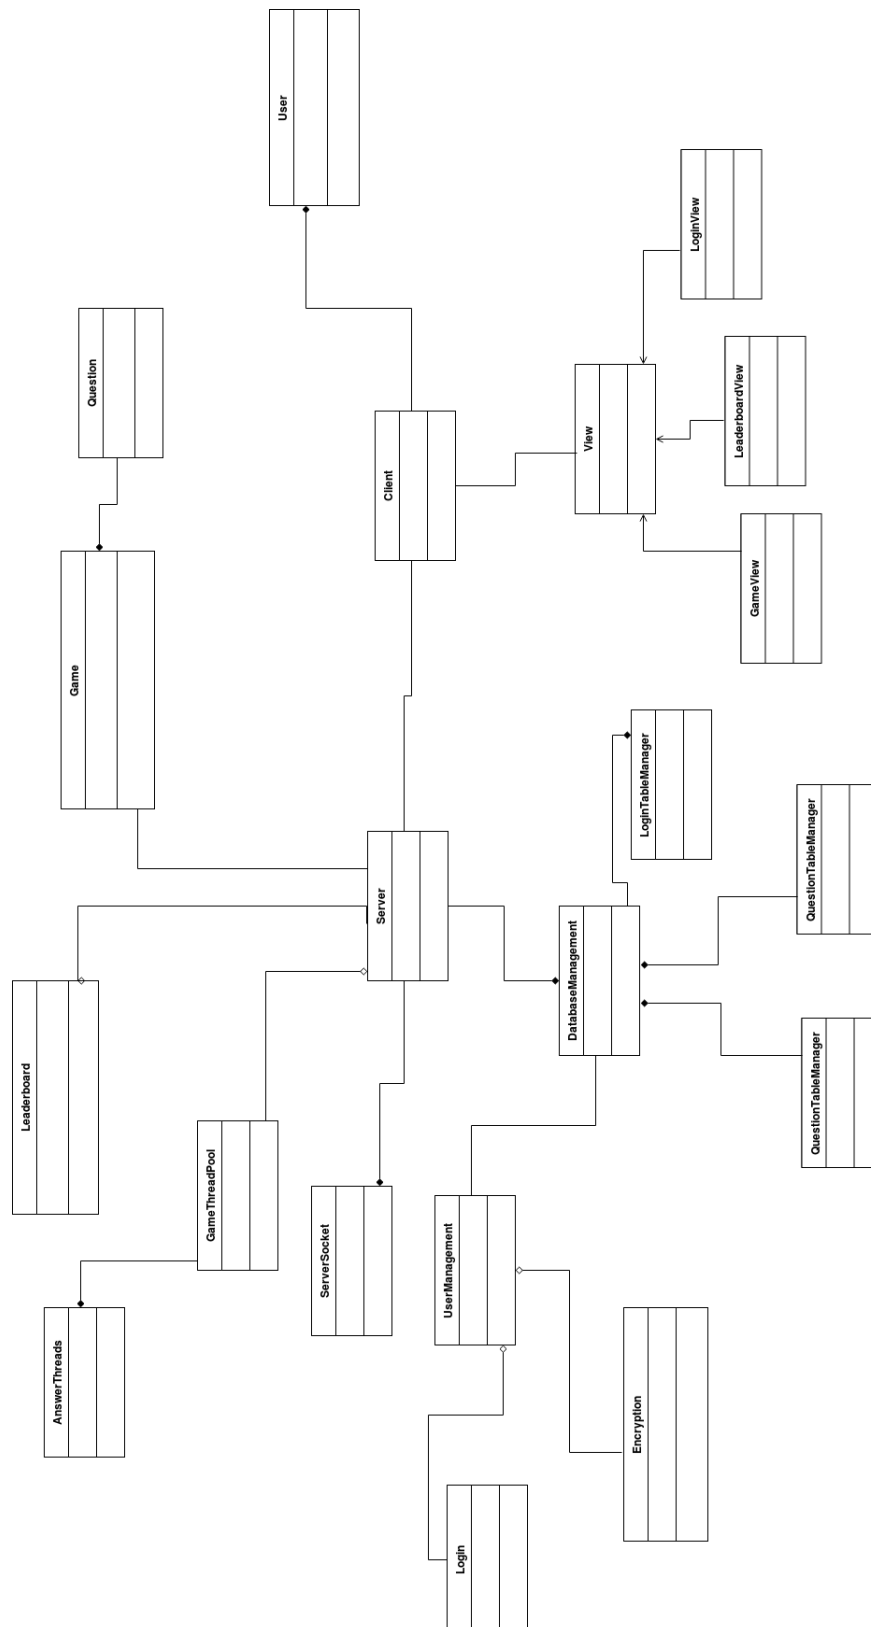 User
LoginView
Question
LeaderboardView
View
Client
GameView
Game
LoginTableManager
QuestionTableManager
Server
DatabaseManagement
Leaderboard
QuestionTableManager
GameThreadPool
ServerSocket
UserManagement
AnswerThreads
Encryption
Login